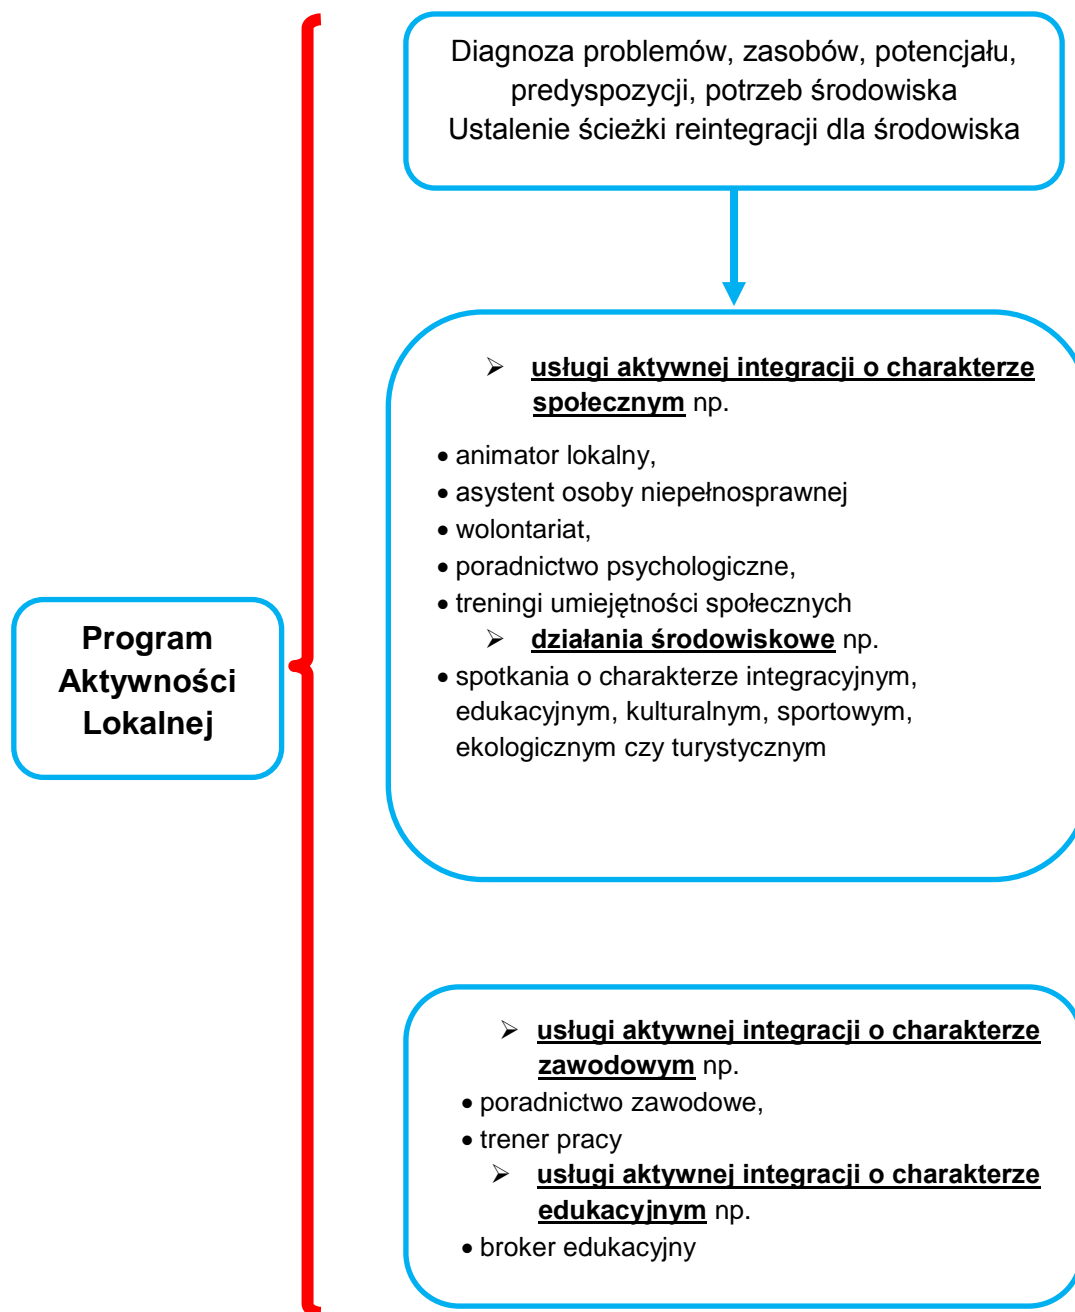 Diagnoza problemów, zasobów, potencjału,
predyspozycji, potrzeb środowiska
Ustalenie ścieżki reintegracji dla środowiska
➢ usługi aktywnej integracji o charakterze
społecznym np.
• animator lokalny,
• asystent osoby niepełnosprawnej
• wolontariat,
• poradnictwo psychologiczne,
• treningi umiejętności społecznych
➢ działania środowiskowe np.
• spotkania o charakterze integracyjnym,
edukacyjnym, kulturalnym, sportowym,
ekologicznym czy turystycznym
Program
Aktywności
Lokalnej
➢ usługi aktywnej integracji o charakterze
zawodowym np.
• poradnictwo zawodowe,
• trener pracy
➢ usługi aktywnej integracji o charakterze
edukacyjnym np.
• broker edukacyjny